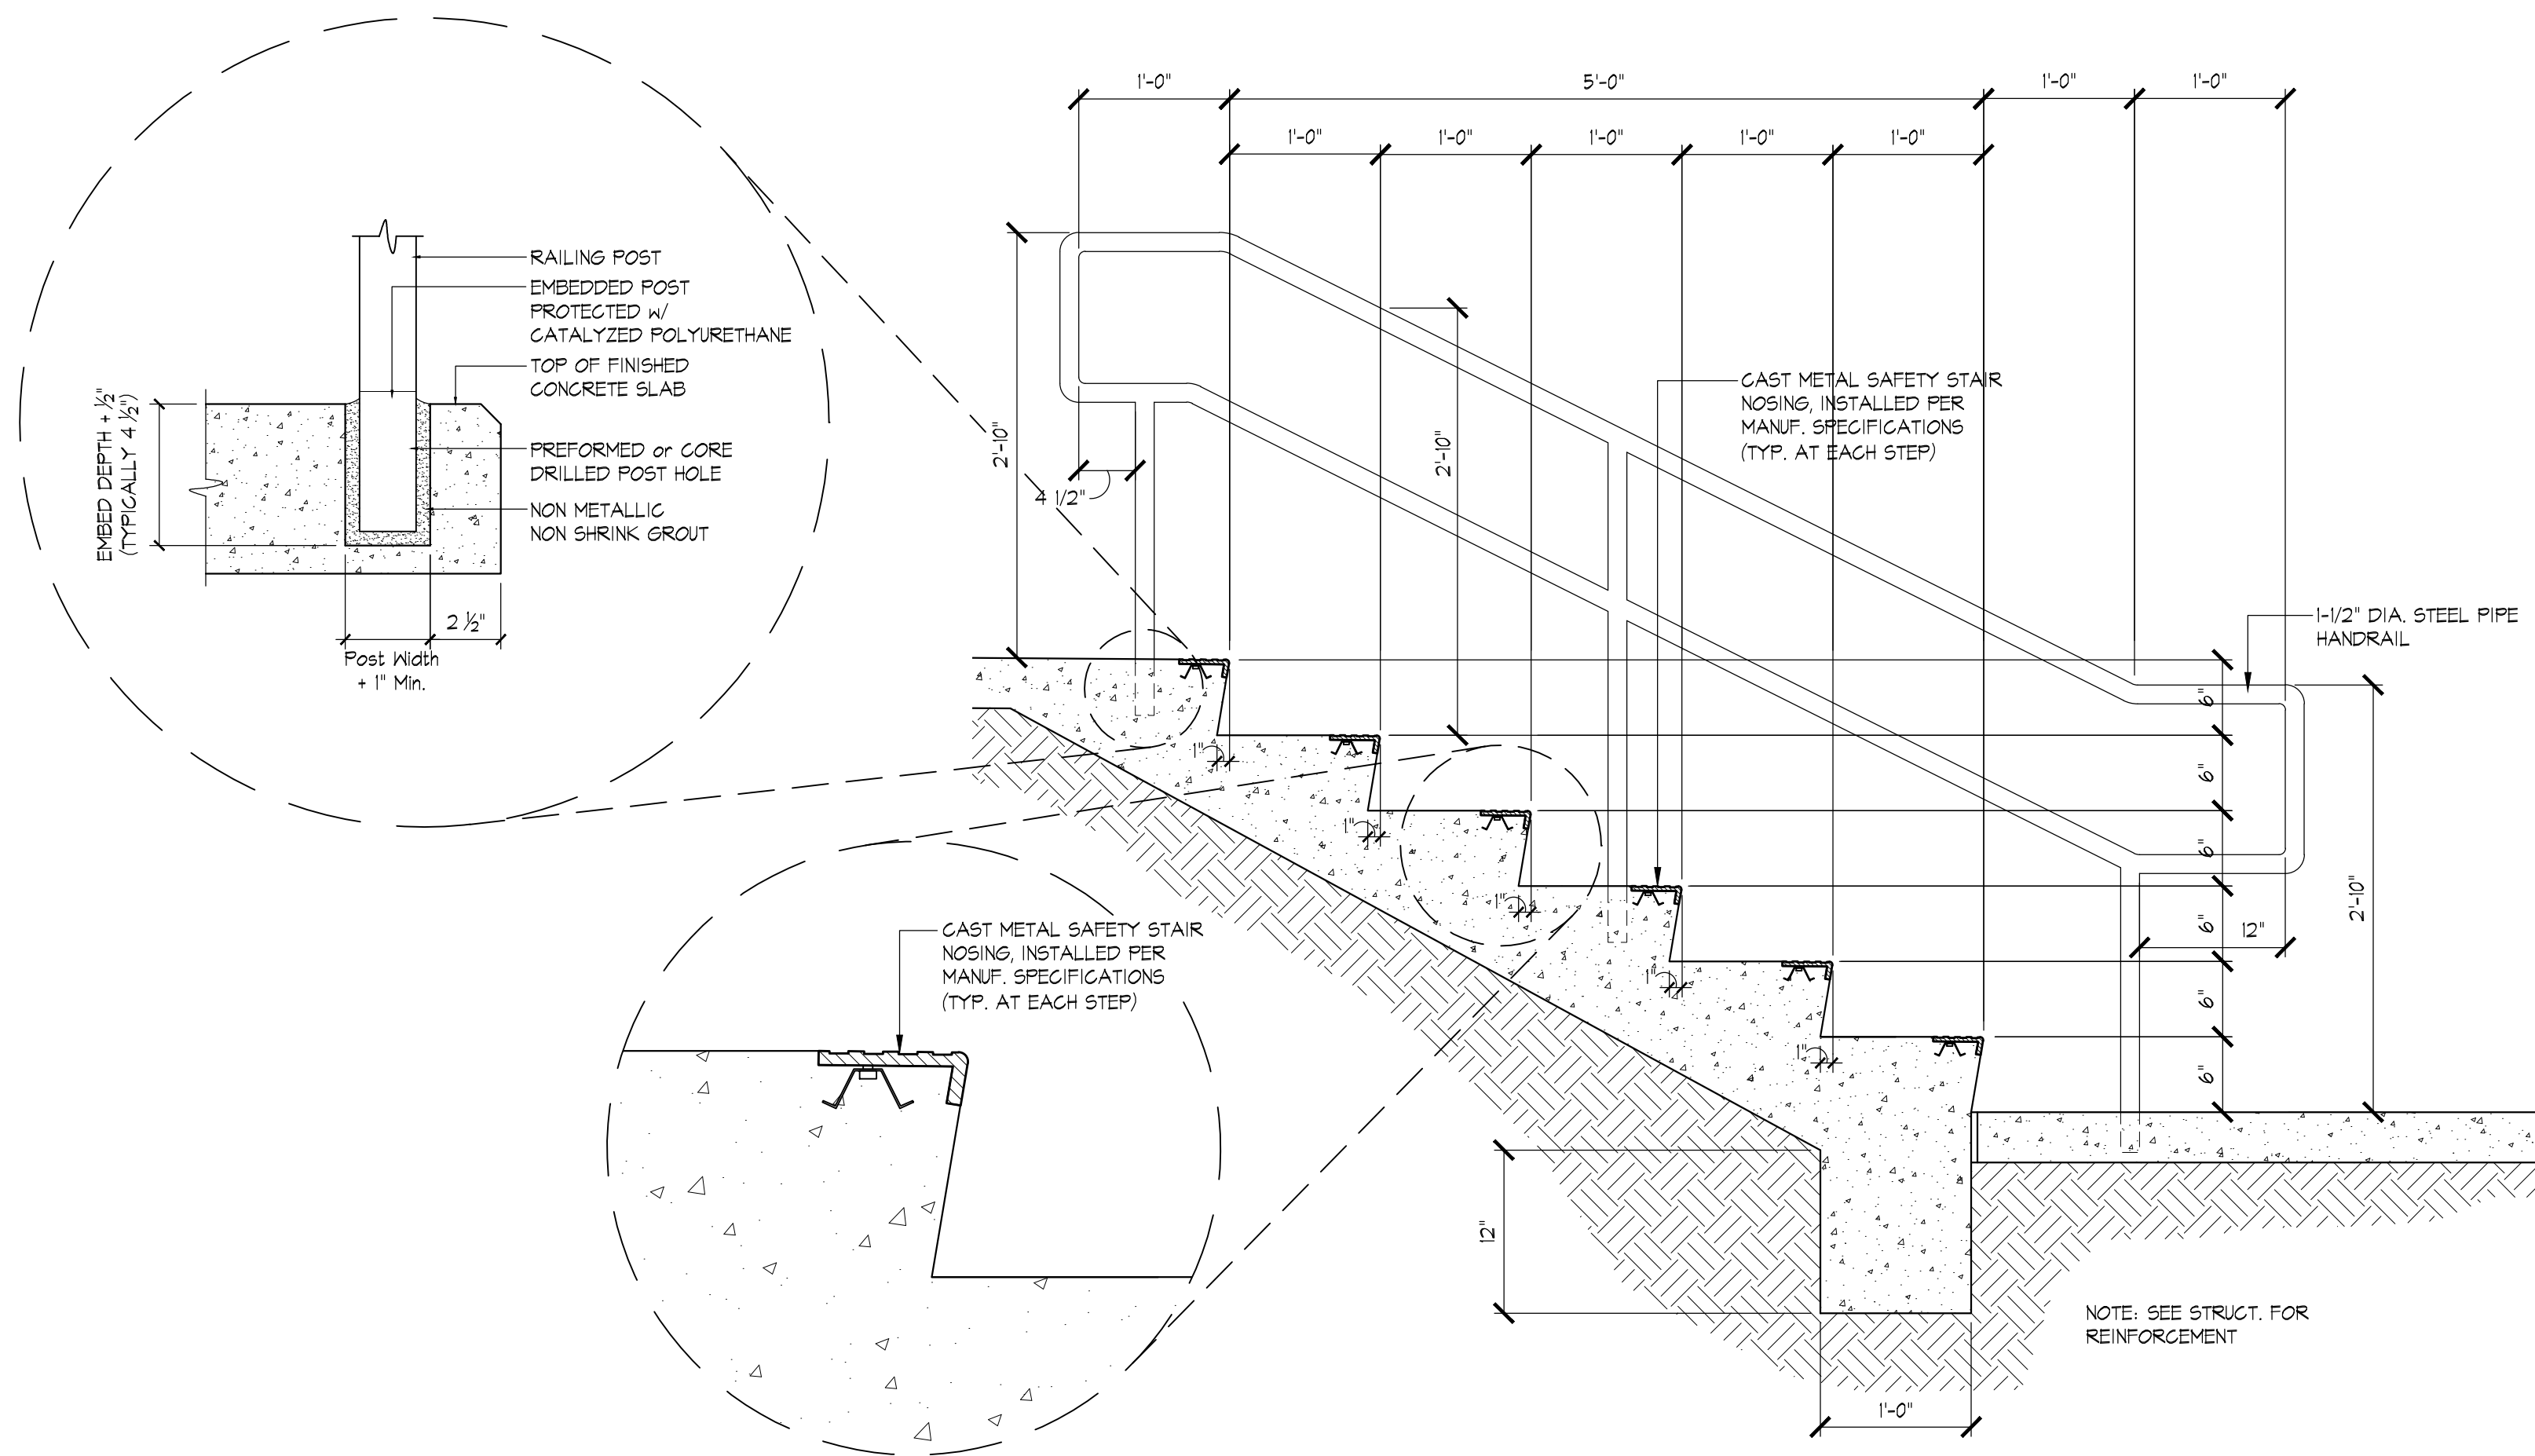 1'-0"
5'-0"
1'-0"
1'-0"
1'-0"
1'-0"
1'-0"
1'-0"
1'-0"
RAILING POST
EMBEDDED POST
PROTECTED w/
CATALYZED POLYURETHANE
TOP OF FINISHED
CONCRETE SLAB
PREFORMED or CORE
DRILLED POST HOLE
NON METALLIC
NON SHRINK GROUT
EMBED DEPTH + ½"
(TYPICALLY 4 ½")
2 ½"
Post Width
+ 1" Min.
2'-10"
4 1/2"
2'-10"
CAST METAL SAFETY STAIR
NOSING, INSTALLED PER
MANUF. SPECIFICATIONS
(TYP. AT EACH STEP)
1-1/2" DIA. STEEL PIPE
HANDRAIL
6"
6"
6"
6"
6"
6"
1"
1"
1"
1"
1"
12"
2'-10"
CAST METAL SAFETY STAIR
NOSING, INSTALLED PER
MANUF. SPECIFICATIONS
(TYP. AT EACH STEP)
12"
1'-0"
NOTE: SEE STRUCT. FOR
REINFORCEMENT